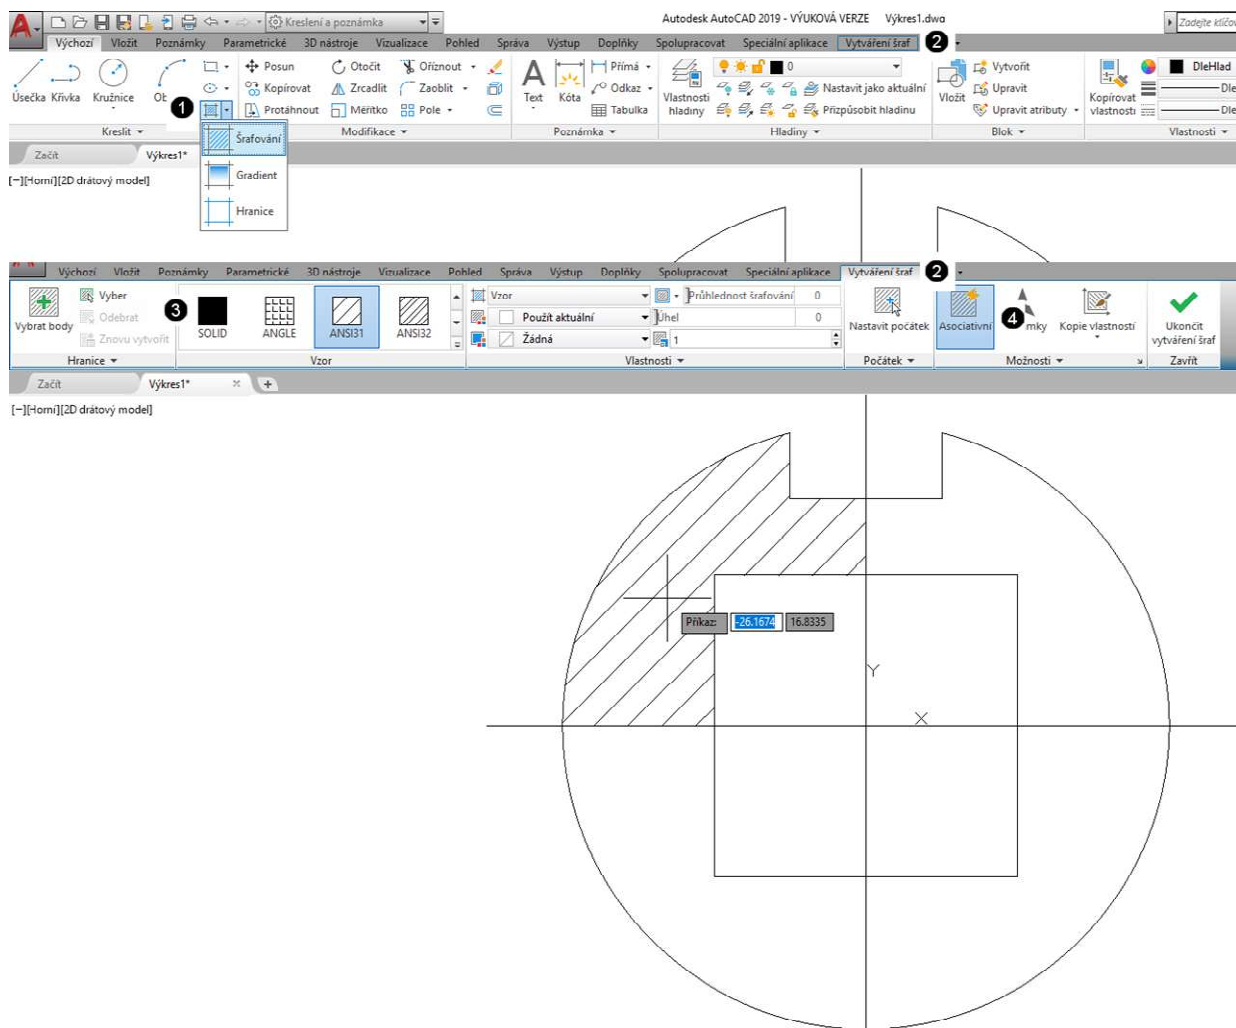 Kreslení a poznámka
Autodesk AutoCAD 2019 - VÝUKOVÁ VERZE Výkres1.dwg
Zadejte klíčov
Výchozí Vložit Poznámky Parametrické 3D nástroje Vizualizace Pohled Správa Výstup Doplňky Spolupracovat Speciální aplikace Vytváření šraf 2
Posun Otočit Oříznout Přímá 0 Vytvořit DleHlad
Kopírovat Zrcadlit Zaoblit Odkaz Nastavit jako aktuální Upravit Dle
Úsečka Křivka Kružnice Ob Text Kóta Vlastnosti hladiny Vložit Kopírovat vlastnosti
1 Protáhnout Měřítko Pole Tabulka Přizpůsobit hladinu Upravit atributy Dle
Kreslit Modifikace Poznámka Hladiny Blok Vlastnosti
Šrafování
Začít Výkres1*
Gradient
[−][Horní][2D drátový model]
Hranice
Výchozí Vložit Poznámky Parametrické 3D nástroje Vizualizace Pohled Správa Výstup Doplňky Spolupracovat Speciální aplikace Vytváření šraf 2
Vyber Vzor Průhlednost šrafování 0
3 Odebrat Použít aktuální Úhel 0 4
Vybrat body SOLID ANGLE ANSI31 ANSI32 Nastavit počátek Asociativní mky Kopie vlastností Ukončit
Znovu vytvořit Žádná 1 vytváření šraf
Hranice Vzor Vlastnosti Počátek Možnosti Zavřít
Začít Výkres1*
[−][Horní][2D drátový model]
Příkaz: -26.1674 16.8335
Y
X